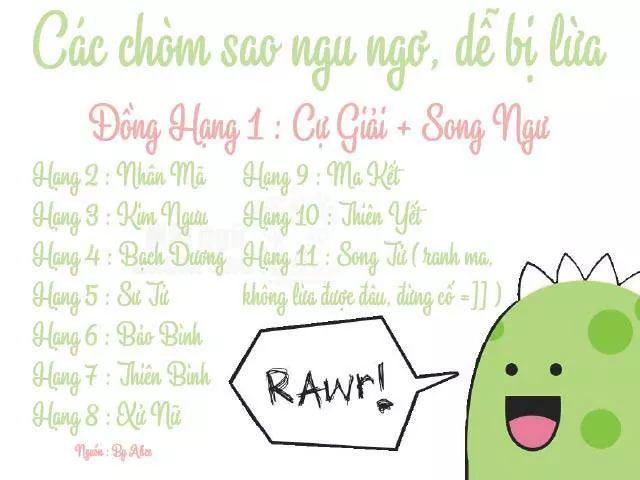 Các chòm sao ngu ngơ, dễ bị lừa
Đồng Hạng 1 : Cự Giải + Song Ngư
Hạng 2 : Nhân Mã
Hạng 3 : Kim Ngưu
Hạng 4 : Bạch Dương
Hạng 5 : Sư Tử
Hạng 6 : Bảo Bình
Hạng 7 : Thiên Bình
Hạng 8 : Xử Nữ
Hạng 9 : Ma Kết
Hạng 10 : Thiên Yết
Hạng 11 : Song Tử ( ranh ma,
không lừa được đâu, đừng cố =]] )
RAwr!
Nguồn : By Alice